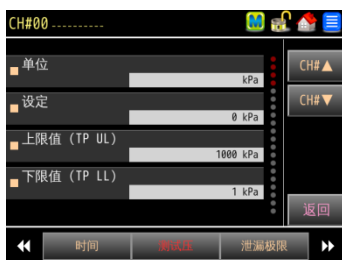 CH#00 ----------
M
单位
kPa
CH#▲
设定
0 kPa
CH#▼
上限值 (TP UL)
1000 kPa
下限值 (TP LL)
1 kPa
返回
时间
测试压
泄漏极限